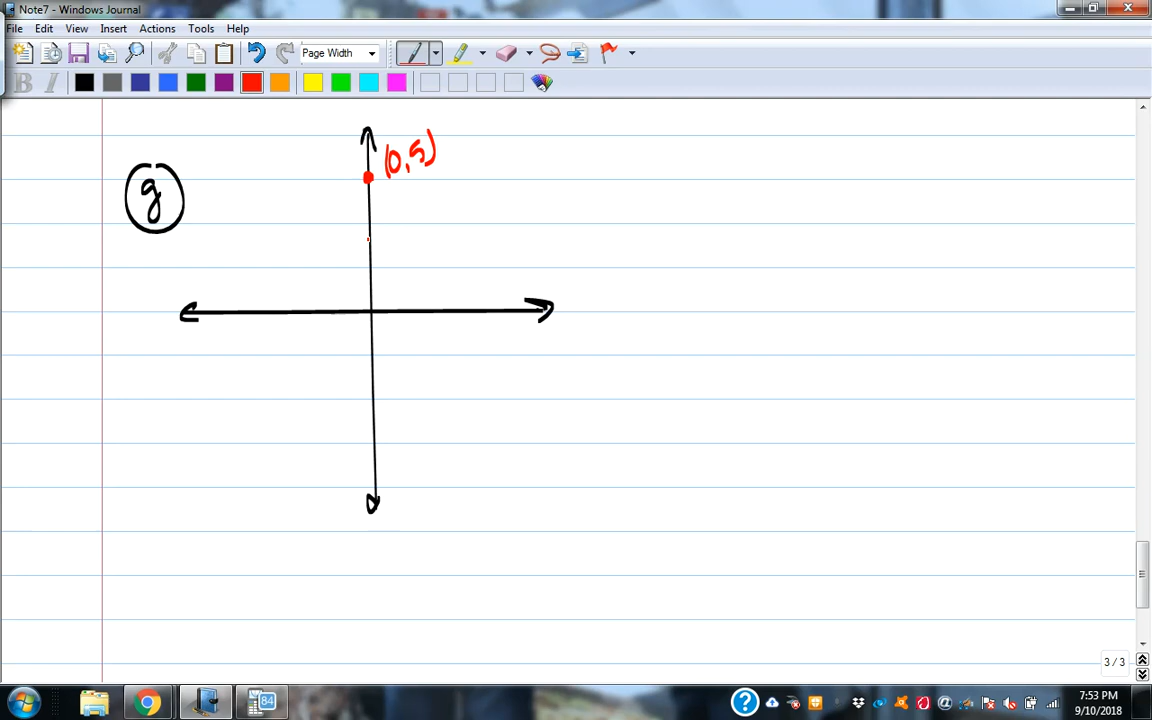 Note7 - Windows Journal
File Edit View Insert Actions Tools Help
Page Width
B I
(0,5)
g
3 / 3
84
7:53 PM
9/10/2018